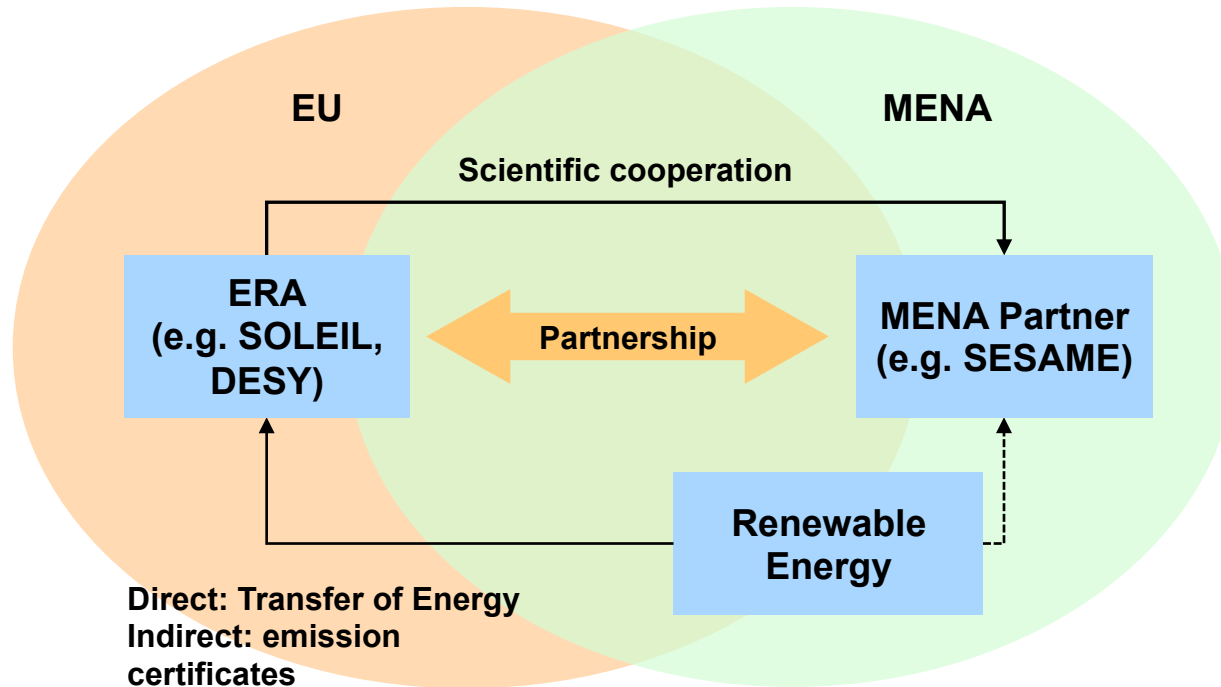 EU
MENA
Scientific cooperation
ERA
(e.g. SOLEIL,
DESY)
Partnership
MENA Partner
(e.g. SESAME)
Renewable
Energy
Direct: Transfer of Energy
Indirect: emission
certificates